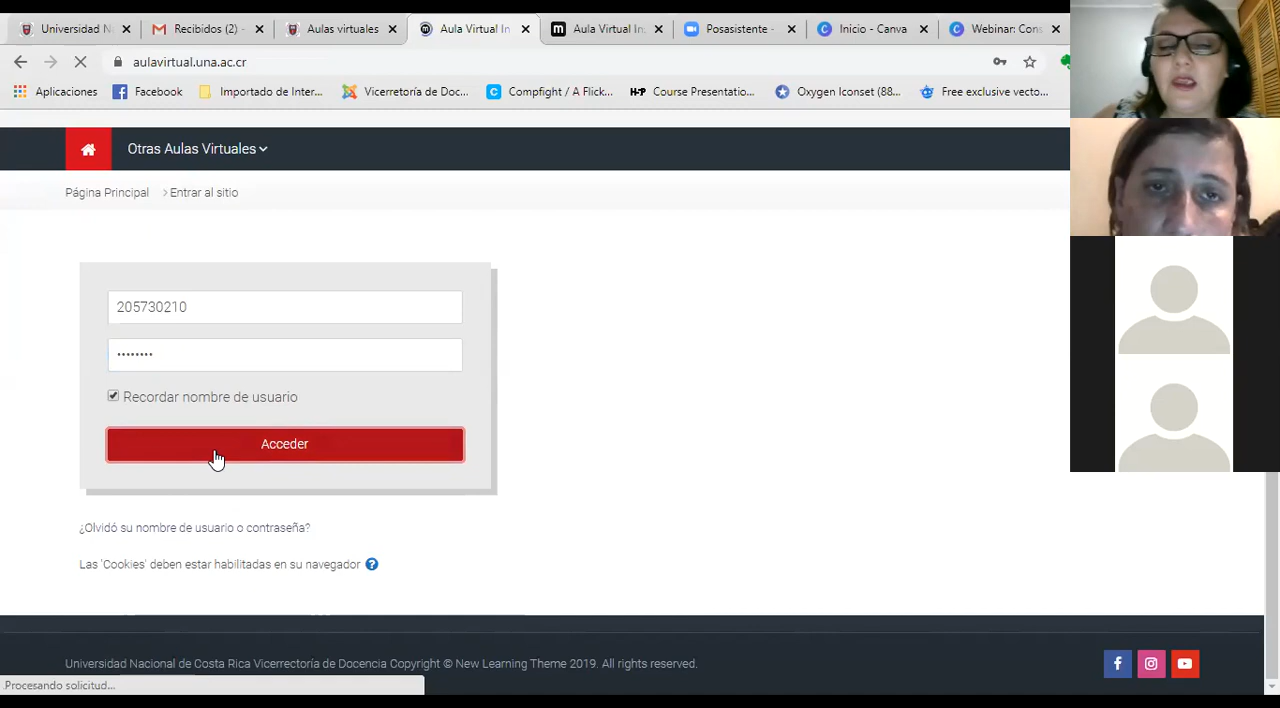 Universidad N
Recibidos (2) -
Aulas virtuales
Aula Virtual In
Aula Virtual In
Posasistente -
Inicio - Canva
Webinar: Cons
aulavirtual.una.ac.cr
Aplicaciones
Facebook
Importado de Inter...
Vicerretoría de Doc...
Compfight / A Flick...
H-P Course Presentatio...
Oxygen Iconset (88...
Free exclusive vecto...
Otras Aulas Virtuales
Página Principal > Entrar al sitio
205730210
••••••••
Recordar nombre de usuario
Acceder
¿Olvidó su nombre de usuario o contraseña?
Las 'Cookies' deben estar habilitadas en su navegador ?
Universidad Nacional de Costa Rica Vicerrectoría de Docencia Copyright © New Learning Theme 2019. All rights reserved.
Procesando solicitud...